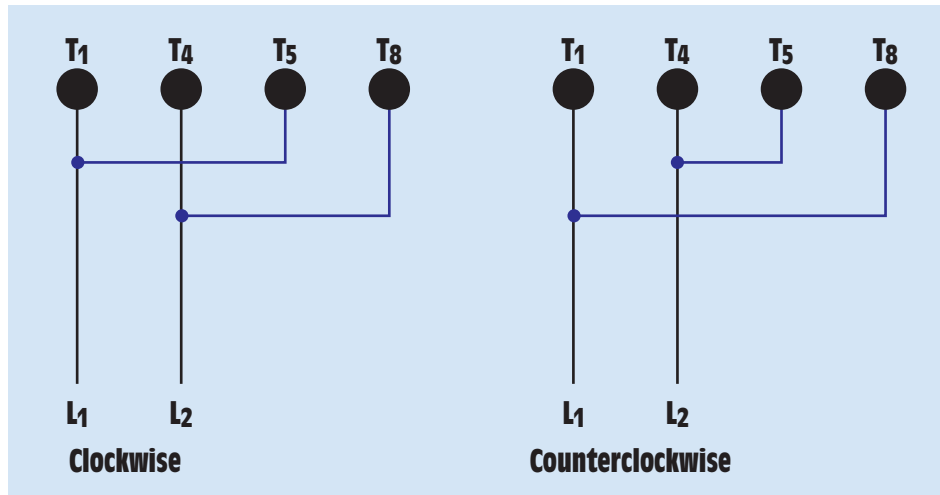 T1 T4 T5 T8 T1 T4 T5 T8
L1 L2 L1 L2
Clockwise Counterclockwise